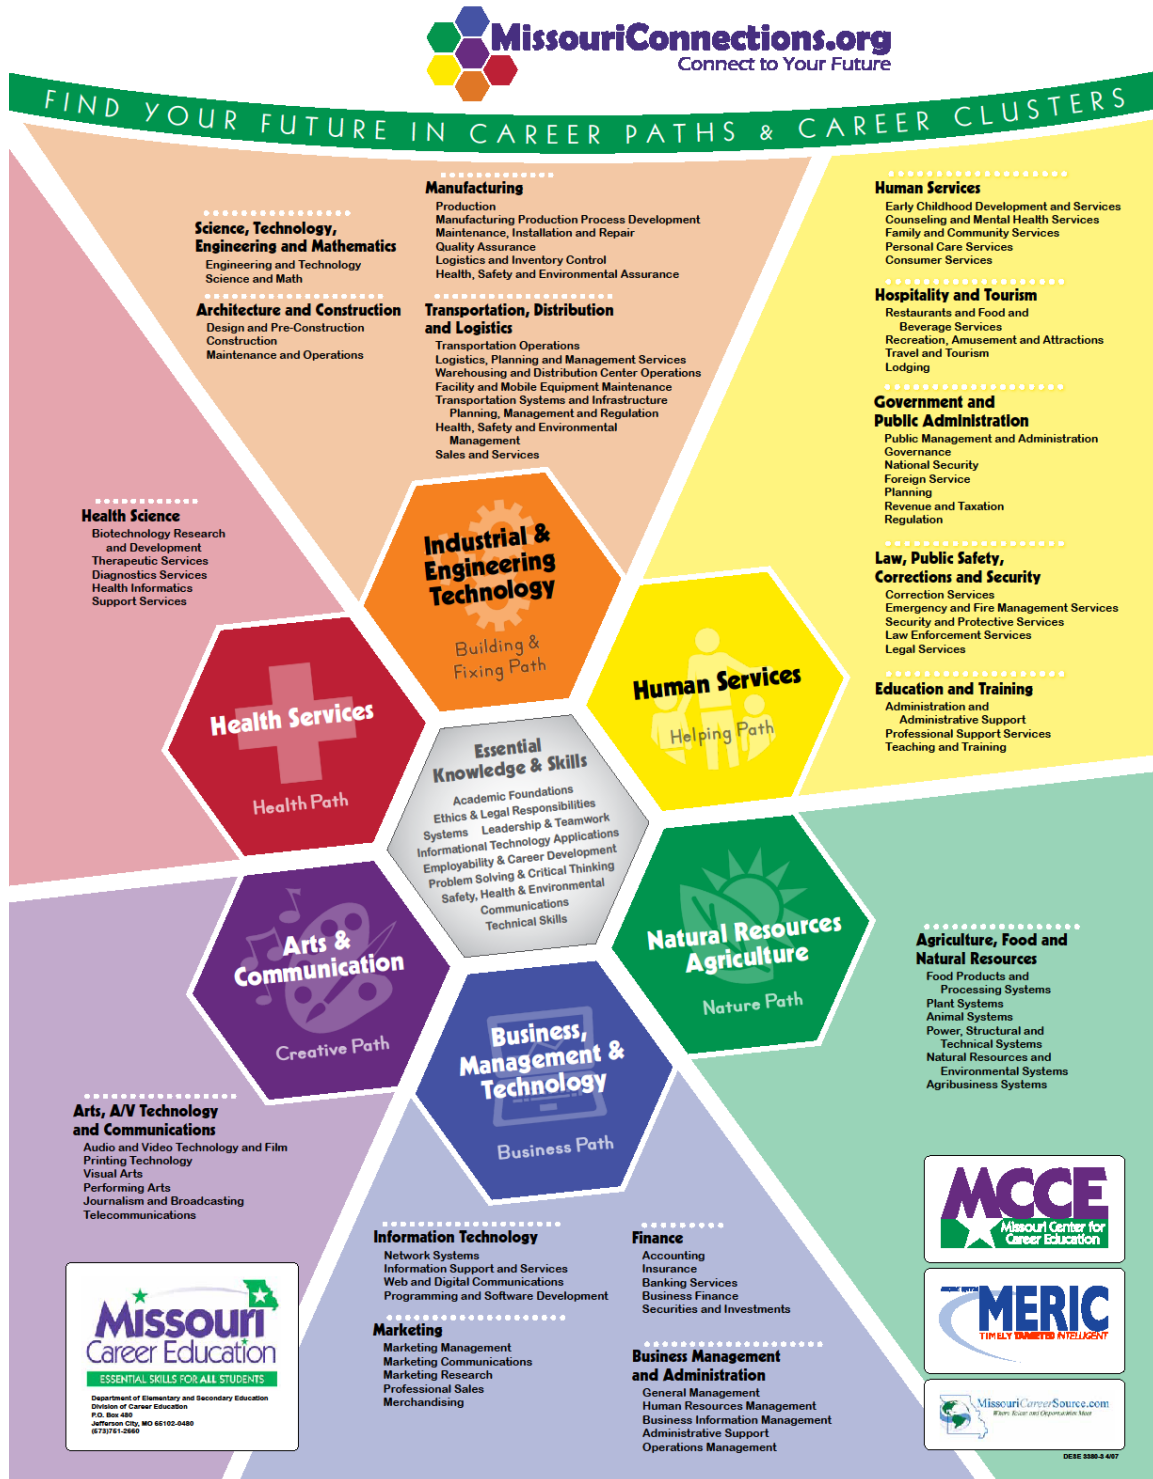 MissouriConnections.org
Connect to Your Future
FIND YOUR FUTURE IN CAREER PATHS & CAREER CLUSTERS
Manufacturing
Production
Manufacturing Production Process Development
Maintenance, Installation and Repair
Quality Assurance
Logistics and Inventory Control
Health, Safety and Environmental Assurance
Science, Technology,
Engineering and Mathematics
Engineering and Technology
Science and Math
Architecture and Construction
Design and Pre-Construction
Construction
Maintenance and Operations
Transportation, Distribution
and Logistics
Transportation Operations
Logistics, Planning and Management Services
Warehousing and Distribution Center Operations
Facility and Mobile Equipment Maintenance
Transportation Systems and Infrastructure
Planning, Management and Regulation
Health, Safety and Environmental
Management
Sales and Services
Human Services
Early Childhood Development and Services
Counseling and Mental Health Services
Family and Community Services
Personal Care Services
Consumer Services
Hospitality and Tourism
Restaurants and Food and
Beverage Services
Recreation, Amusement and Attractions
Travel and Tourism
Lodging
Government and
Public Administration
Public Management and Administration
Governance
National Security
Foreign Service
Planning
Revenue and Taxation
Regulation
Law, Public Safety,
Corrections and Security
Correction Services
Emergency and Fire Management Services
Security and Protective Services
Law Enforcement Services
Legal Services
Education and Training
Administration and
Administrative Support
Professional Support Services
Teaching and Training
Health Science
Biotechnology Research
and Development
Therapeutic Services
Diagnostics Services
Health Informatics
Support Services
Industrial &
Engineering
Technology
Building &
Fixing Path
Human Services
Helping Path
Health Services
Health Path
Essential
Knowledge & Skills
Academic Foundations
Ethics & Legal Responsibilities
Systems Leadership & Teamwork
Informational Technology Applications
Employability & Career Development
Problem Solving & Critical Thinking
Safety, Health & Environmental
Communications
Technical Skills
Arts &
Communication
Creative Path
Natural Resources
Agriculture
Nature Path
Business,
Management &
Technology
Business Path
Agriculture, Food and
Natural Resources
Food Products and
Processing Systems
Plant Systems
Animal Systems
Power, Structural and
Technical Systems
Natural Resources and
Environmental Systems
Agribusiness Systems
Arts, A/V Technology
and Communications
Audio and Video Technology and Film
Printing Technology
Visual Arts
Performing Arts
Journalism and Broadcasting
Telecommunications
Information Technology
Network Systems
Information Support and Services
Web and Digital Communications
Programming and Software Development
Marketing
Marketing Management
Marketing Communications
Marketing Research
Professional Sales
Merchandising
Finance
Accounting
Insurance
Banking Services
Business Finance
Securities and Investments
Business Management
and Administration
General Management
Human Resources Management
Business Information Management
Administrative Support
Operations Management
Missouri
Career Education
ESSENTIAL SKILLS FOR ALL STUDENTS
Department of Elementary and Secondary Education
Division of Career Education
P.O. Box 480
Jefferson City, MO 65102-0480
(573)751-2660
MCCE
Missouri Center for
Career Education
MERIC
TIMELY TARGETED INTELLIGENT
MissouriCareerSource.com
Where Talent and Opportunities Meet
DESE 3380-3 4/07